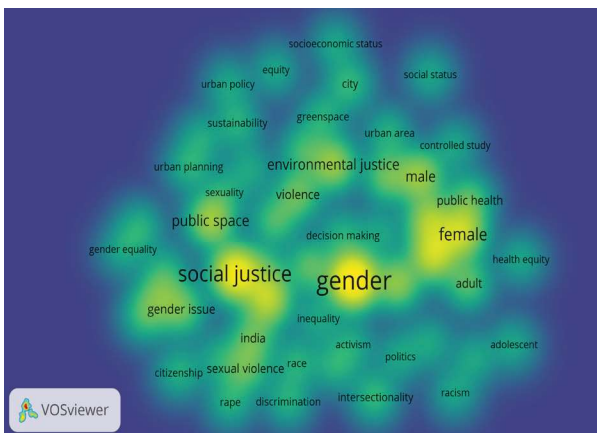 socioeconomic status
equity
social status
urban policy
city
greenspace
sustainability
urban area
controlled study
urban planning
environmental justice
male
sexuality
violence
public health
public space
decision making
female
gender equality
health equity
social justice
gender
adult
gender issue
inequality
india
activism
adolescent
politics
citizenship
sexual violence
race
rape
discrimination
intersectionality
racism
VOSviewer